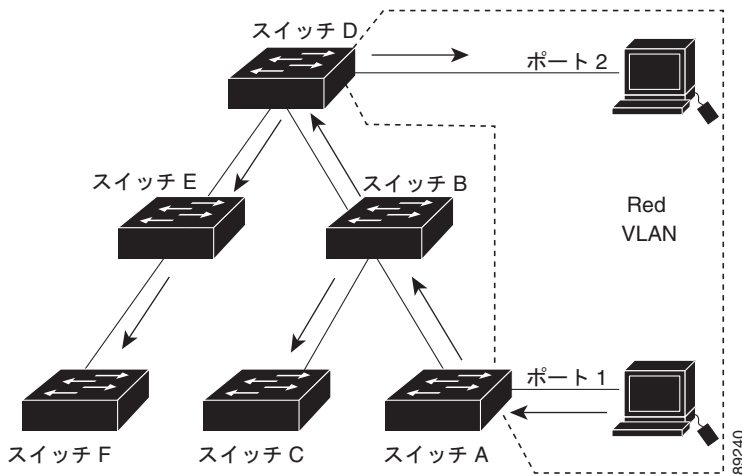 スイッチ D
ポート 2
スイッチ E
スイッチ B
Red
VLAN
ポート 1
スイッチ F
スイッチ C
スイッチ A
89240